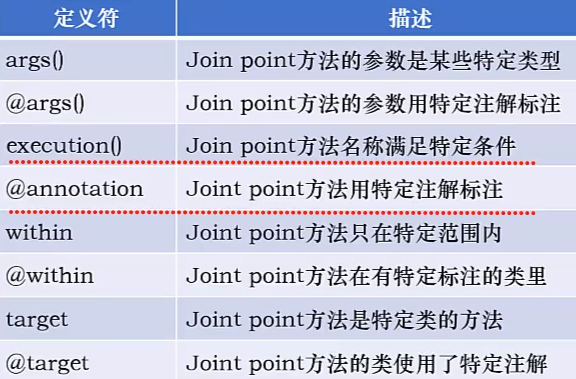 定义符 描述
args() Join point方法的参数是某些特定类型
@args() Join point方法的参数用特定注解标注
execution() Join point方法名称满足特定条件
@annotation Joint point方法用特定注解标注
within Joint point方法只在特定范围内
@within Joint point方法在有特定标注的类里
target Joint point方法是特定类的方法
@target Joint point方法的类使用了特定注解